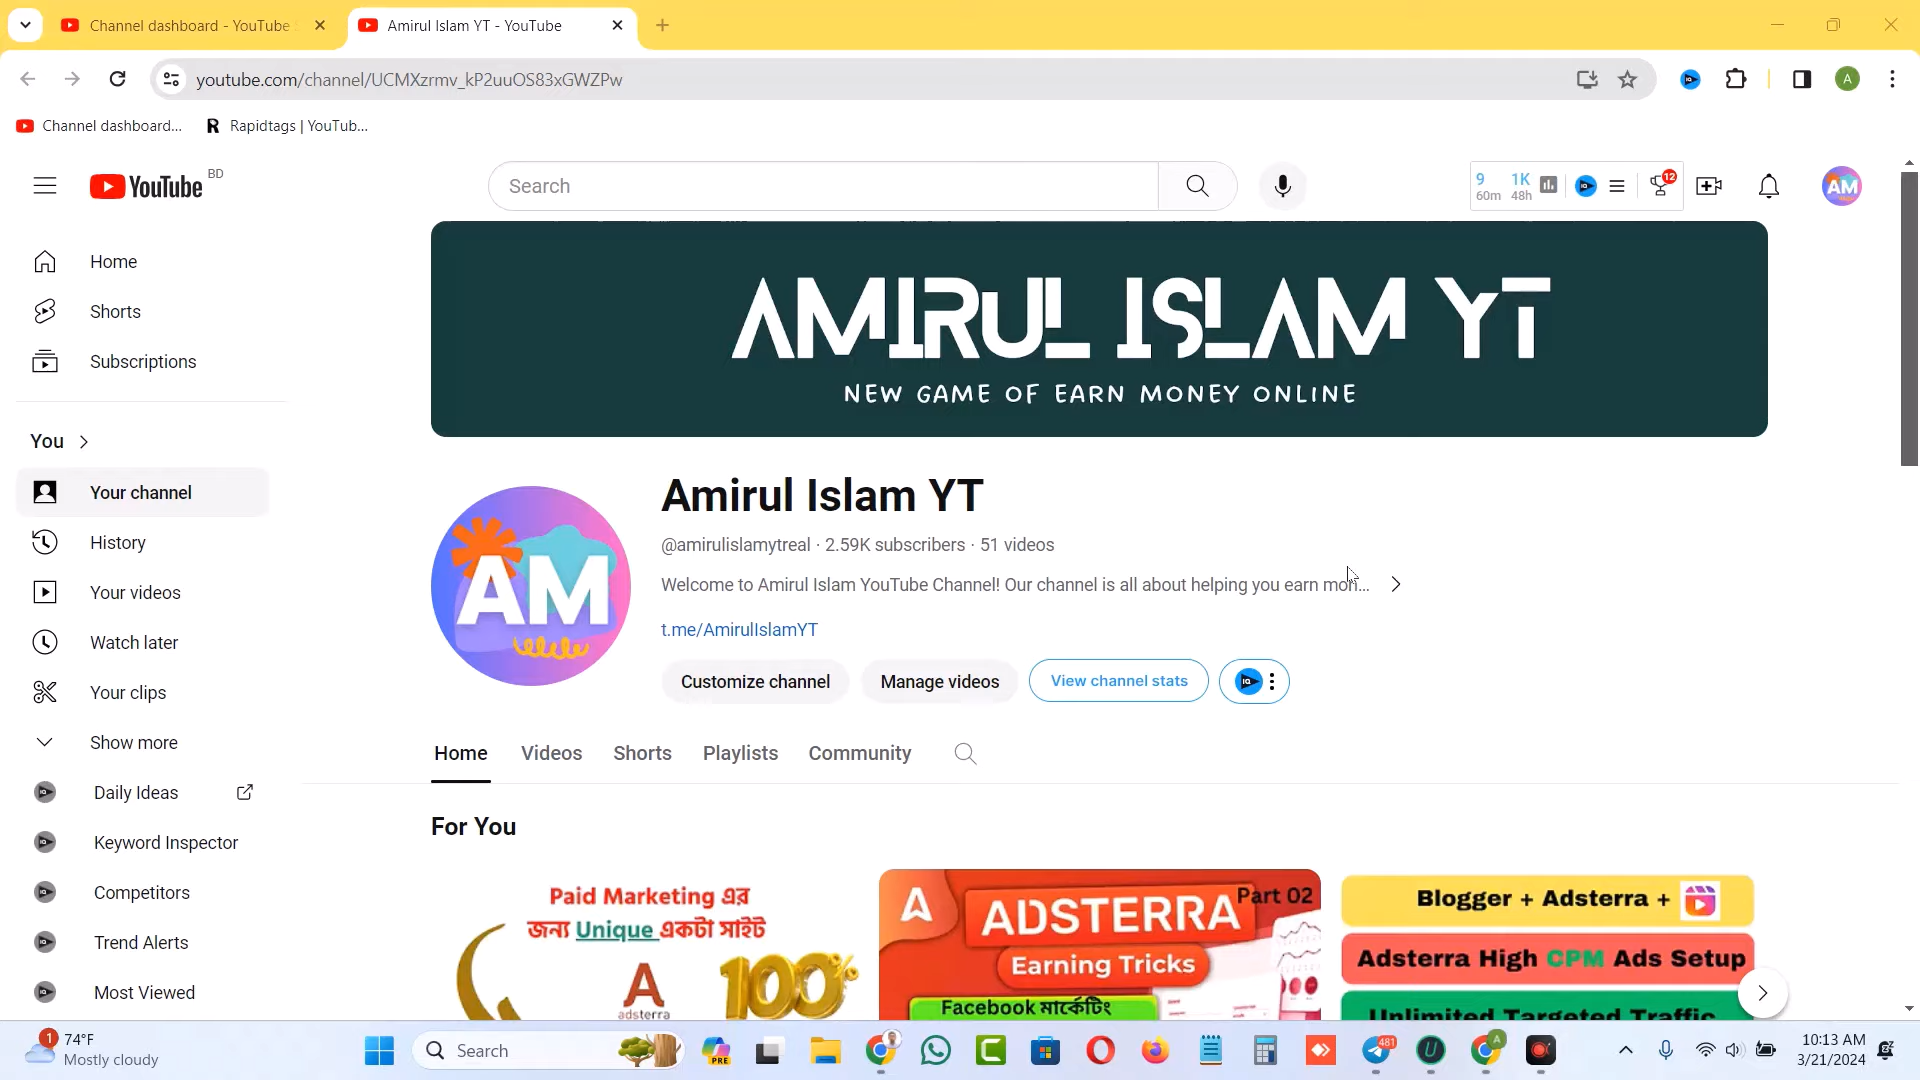 Channel dashboard - YouTube
Amirul Islam YT - YouTube
youtube.com/channel/UCMXzrmv_kP2uuOS83xGWZPw
A
Channel dashboard...
Rapidtags | YouTub...
YouTube BD
Search
9
60m
1K
48h
12
AM
Home
Shorts
Subscriptions
You
Your channel
History
Your videos
Watch later
Your clips
Show more
Daily Ideas
Keyword Inspector
Competitors
Trend Alerts
Most Viewed
AMIRUL ISLAM YT
NEW GAME OF EARN MONEY ONLINE
AM
Amirul Islam YT
@amirulislamytreal · 2.59K subscribers · 51 videos
Welcome to Amirul Islam YouTube Channel! Our channel is all about helping you earn mon...
t.me/AmirulIslamYT
Customize channel
Manage videos
View channel stats
IQ
Home
Videos
Shorts
Playlists
Community
For You
Paid Marketing এর
জন্য Unique একটা সাইট
adsterra
100%
Part 02
ADSTERRA
Earning Tricks
Facebook মার্কেটিং
Blogger + Adsterra +
Adsterra High CPM Ads Setup
Unlimited Targeted Traffic
1
74°F
Mostly cloudy
Search
PRE
481
A
10:13 AM
3/21/2024